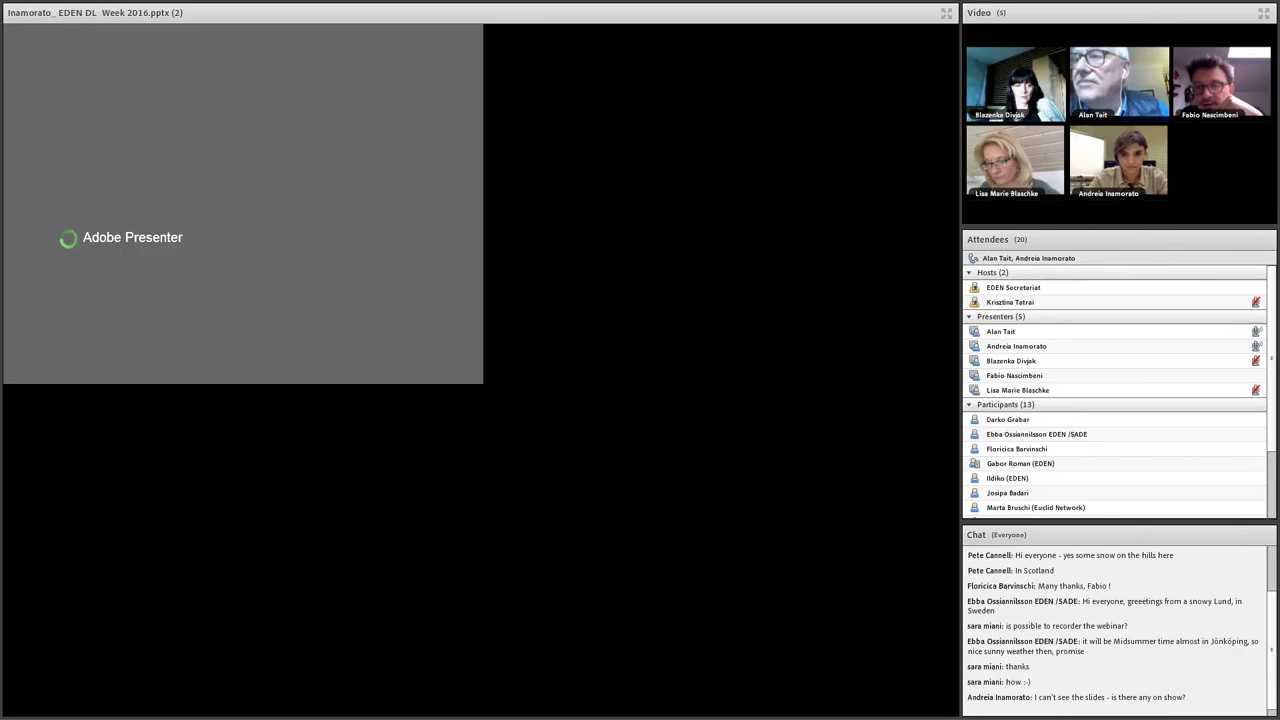 Inamorato_ EDEN DL Week 2016.pptx (2)
Adobe Presenter
Video (5)
Blazenka Divjak
Alan Tait
Fabio Nascimbeni
Lisa Marie Blaschke
Andreia Inamorato
Attendees (20)
Alan Tait, Andreia Inamorato
Hosts (2)
EDEN Secretariat
Krisztina Tatrai
Presenters (5)
Alan Tait
Andreia Inamorato
Blazenka Divjak
Fabio Nascimbeni
Lisa Marie Blaschke
Participants (13)
Darko Grabar
Ebba Ossiannilsson EDEN /SADE
Floricica Barvinschi
Gabor Roman (EDEN)
Ildiko (EDEN)
Josipa Badari
Marta Bruschi (Euclid Network)
Chat (Everyone)
Pete Cannell: Hi everyone - yes some snow on the hills here
Pete Cannell: In Scotland
Floricica Barvinschi: Many thanks, Fabio !
Ebba Ossiannilsson EDEN /SADE: Hi everyone, greeetings from a snowy Lund, in
Sweden
sara miani: is possible to recorder the webinar?
Ebba Ossiannilsson EDEN /SADE: it will be Midsummer time almost in Jönköping, so
nice sunny weather then, promise
sara miani: thanks
sara miani: how :-)
Andreia Inamorato: I can't see the slides - is there any on show?